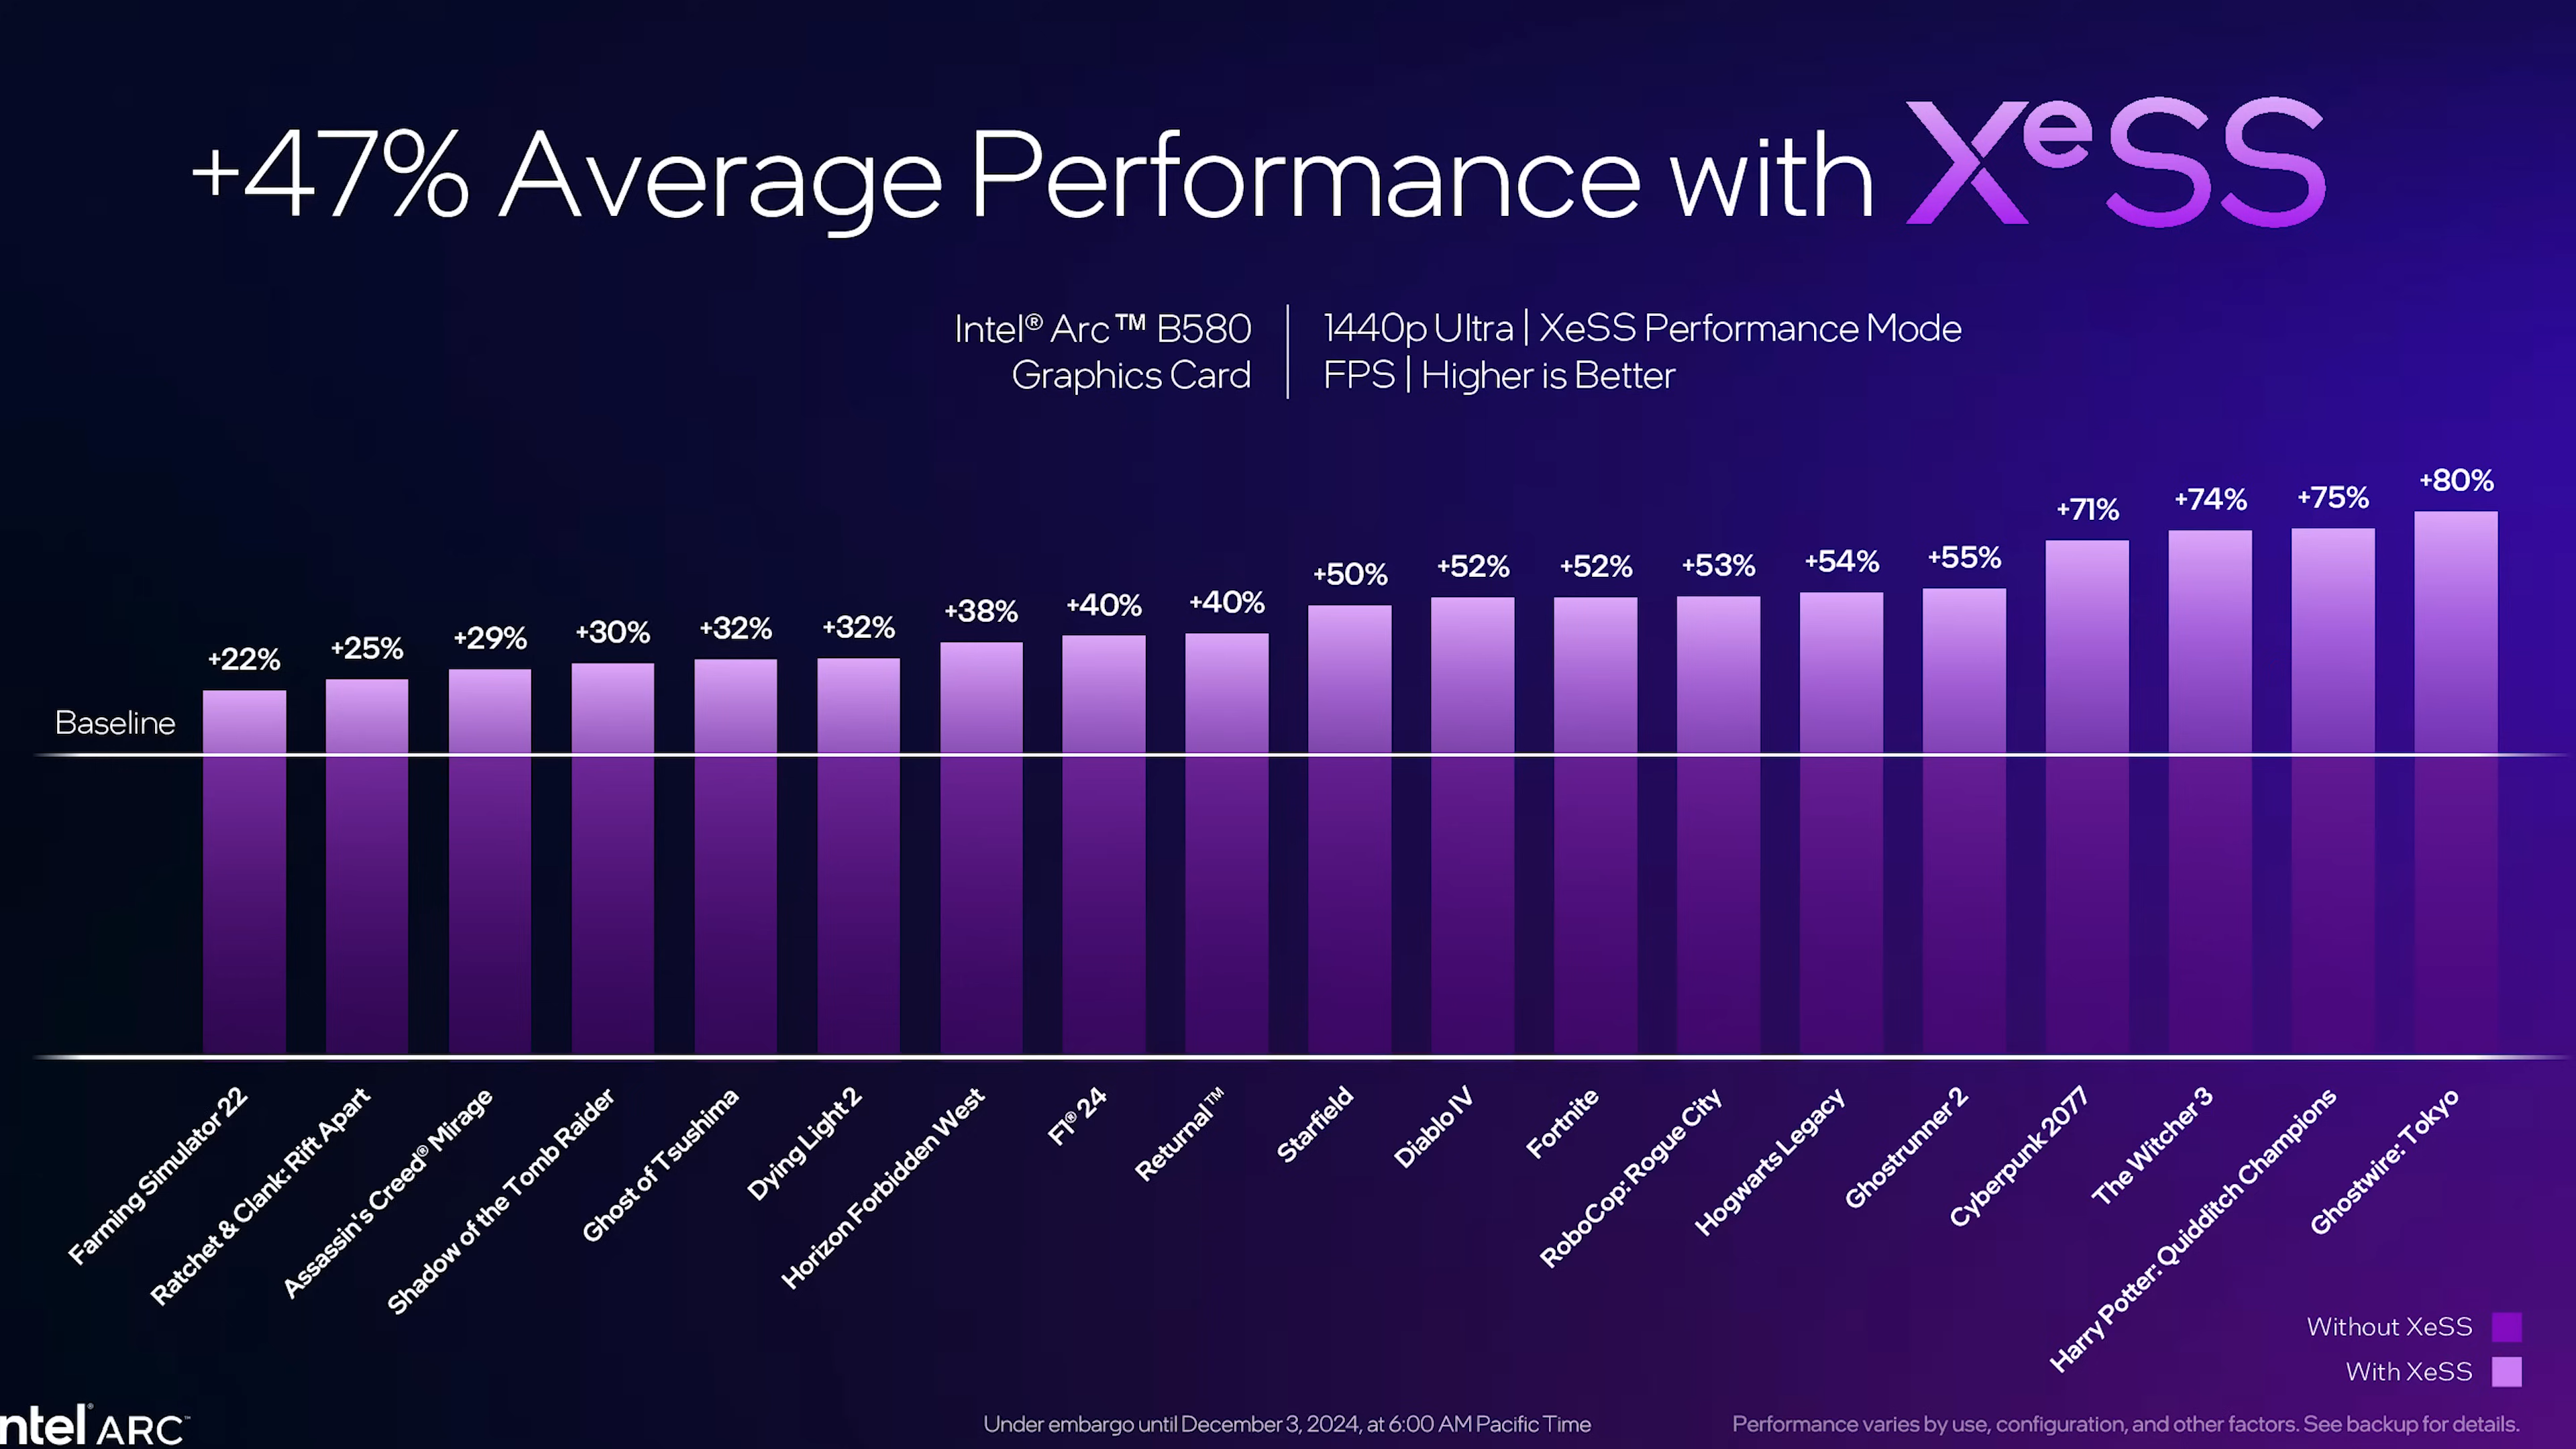 +47% Average Performance with XeSS
Intel® Arc™ B580
Graphics Card
1440p Ultra | XeSS Performance Mode
FPS | Higher is Better
+22%
+25%
+29%
+30%
+32%
+32%
+38%
+40%
+40%
+50%
+52%
+52%
+53%
+54%
+55%
+71%
+74%
+75%
+80%
Baseline
Farming Simulator 22
Ratchet & Clank: Rift Apart
Assassin's Creed® Mirage
Shadow of the Tomb Raider
Ghost of Tsushima
Dying Light 2
Horizon Forbidden West
F1® 24
Returnal™
Starfield
Diablo IV
Fortnite
RoboCop: Rogue City
Hogwarts Legacy
Ghostrunner 2
Cyberpunk 2077
The Witcher 3
Harry Potter: Quidditch Champions
Ghostwire: Tokyo
Without XeSS
With XeSS
ntel® ARC™
Under embargo until December 3, 2024, at 6:00 AM Pacific Time
Performance varies by use, configuration, and other factors. See backup for details.